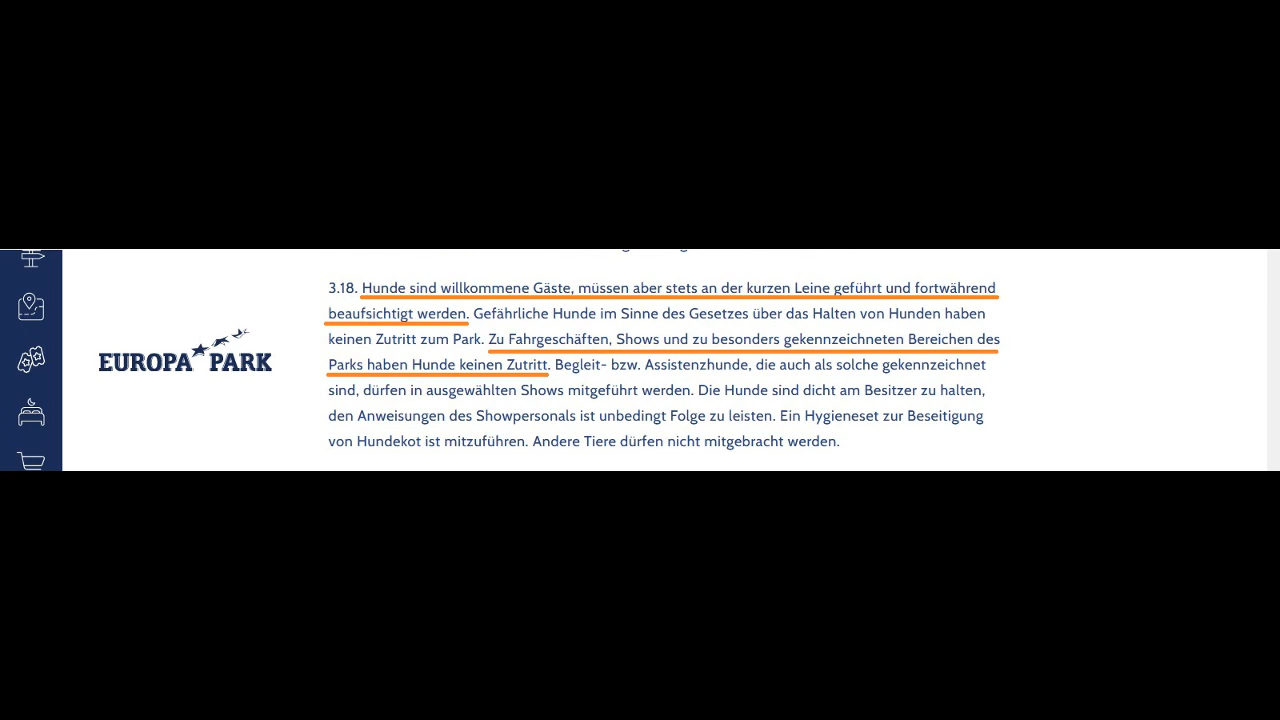 EUROPA PARK
3.18. Hunde sind willkommene Gäste, müssen aber stets an der kurzen Leine geführt und fortwährend
beaufsichtigt werden. Gefährliche Hunde im Sinne des Gesetzes über das Halten von Hunden haben
keinen Zutritt zum Park. Zu Fahrgeschäften, Shows und zu besonders gekennzeichneten Bereichen des
Parks haben Hunde keinen Zutritt. Begleit- bzw. Assistenzhunde, die auch als solche gekennzeichnet
sind, dürfen in ausgewählten Shows mitgeführt werden. Die Hunde sind dicht am Besitzer zu halten,
den Anweisungen des Showpersonals ist unbedingt Folge zu leisten. Ein Hygieneset zur Beseitigung
von Hundekot ist mitzuführen. Andere Tiere dürfen nicht mitgebracht werden.